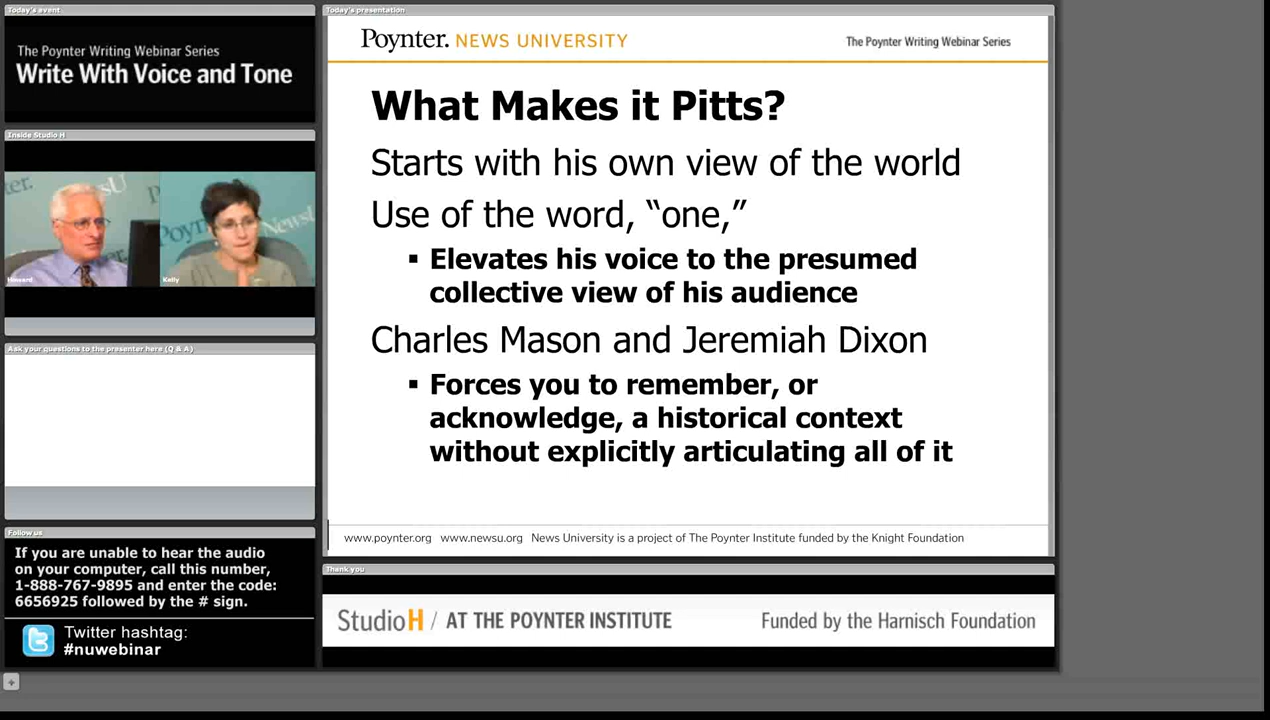 Today's event
The Poynter Writing Webinar Series
Write With Voice and Tone
Inside Studio H
Howard
Kelly
Ask your questions to the presenter here (Q & A)
Follow us
If you are unable to hear the audio
on your computer, call this number,
1-888-767-9895 and enter the code:
6656925 followed by the # sign.
Twitter hashtag:
#nuwebinar
Today's presentation
Poynter. NEWS UNIVERSITY
The Poynter Writing Webinar Series
What Makes it Pitts?
Starts with his own view of the world
Use of the word, “one,”
▪ Elevates his voice to the presumed
collective view of his audience
Charles Mason and Jeremiah Dixon
▪ Forces you to remember, or
acknowledge, a historical context
without explicitly articulating all of it
www.poynter.org www.newsu.org News University is a project of The Poynter Institute funded by the Knight Foundation
Thank you
StudioH / AT THE POYNTER INSTITUTE
Funded by the Harnisch Foundation